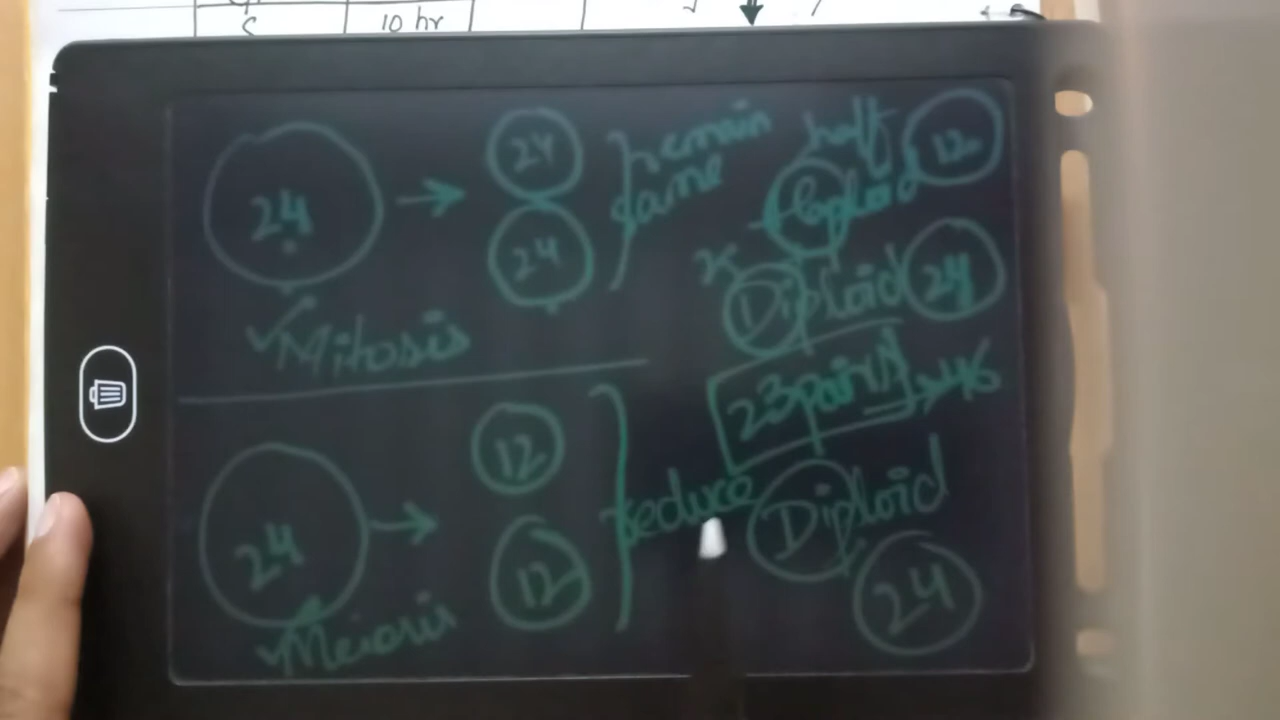 S
10 hr
24
→
24
24
remain
same
✓Mitosis
24
→
12
12
reduce
✓Meiosis
half
12
Haploid
Diploid
24
23 pairs → 46
Diploid
24